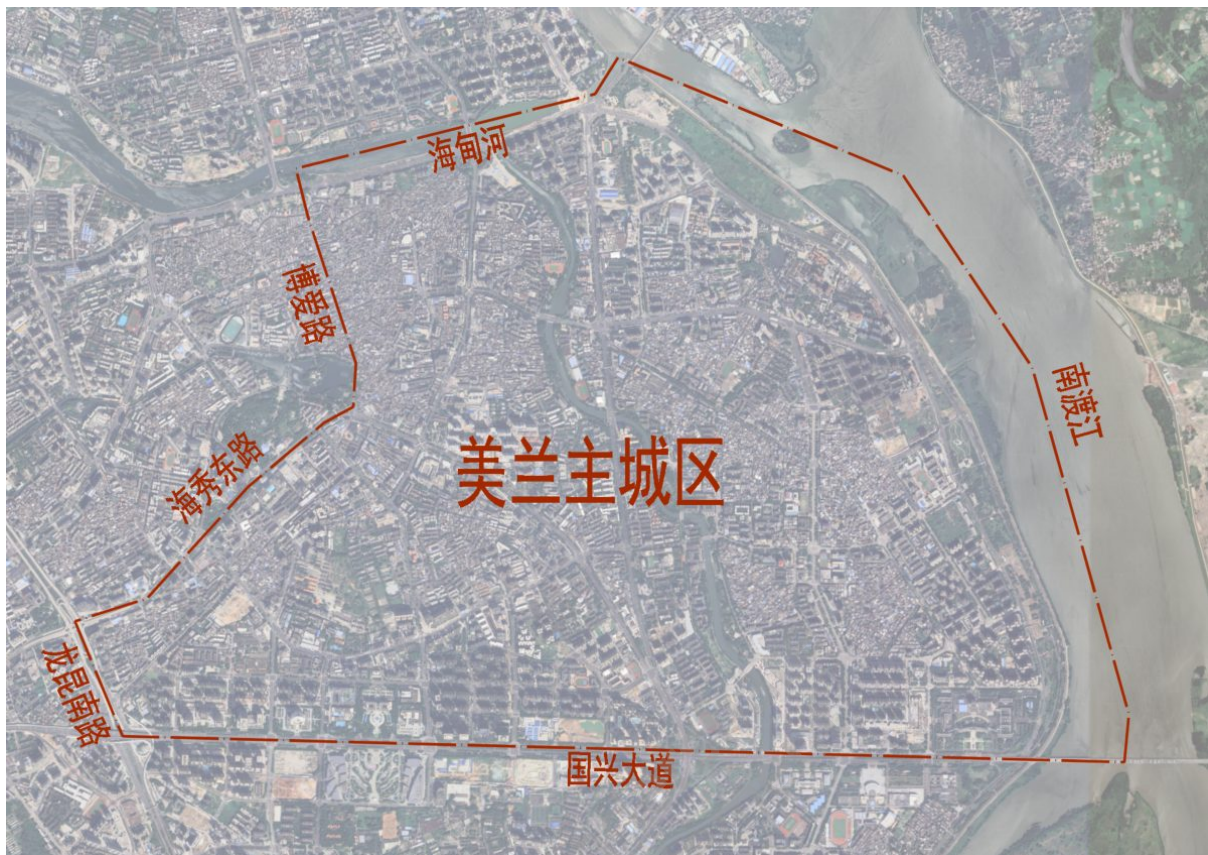 海甸河
博爱路
南渡江
海秀东路
美兰主城区
龙昆南路
国兴大道